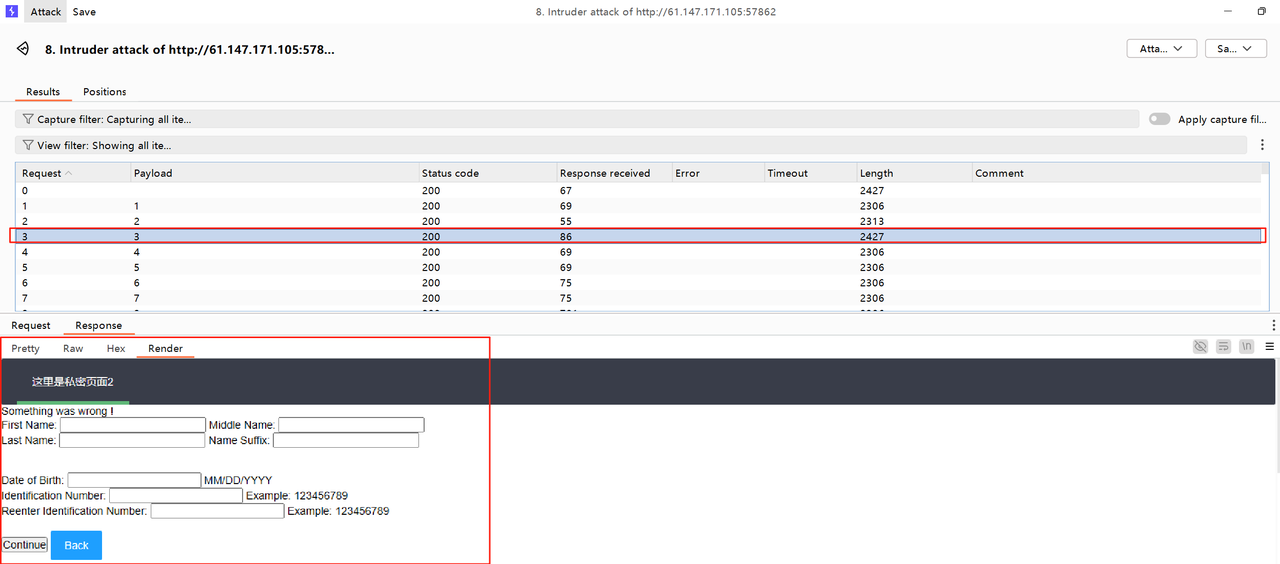 Attack Save 8. Intruder attack of http://61.147.171.105:57862
8. Intruder attack of http://61.147.171.105:578... Atta... Sa...
Results Positions
Capture filter: Capturing all ite... Apply capture fil...
View filter: Showing all ite...
Request Payload Status code Response received Error Timeout Length Comment
0 200 67 2427
1 1 200 69 2306
2 2 200 55 2313
3 3 200 86 2427
4 4 200 69 2306
5 5 200 69 2306
6 6 200 75 2306
7 7 200 75 2306
Request Response
Pretty Raw Hex Render \n
这里是私密页面2
Something was wrong !
First Name: Middle Name:
Last Name: Name Suffix:
Date of Birth: MM/DD/YYYY
Identification Number: Example: 123456789
Reenter Identification Number: Example: 123456789
Continue Back